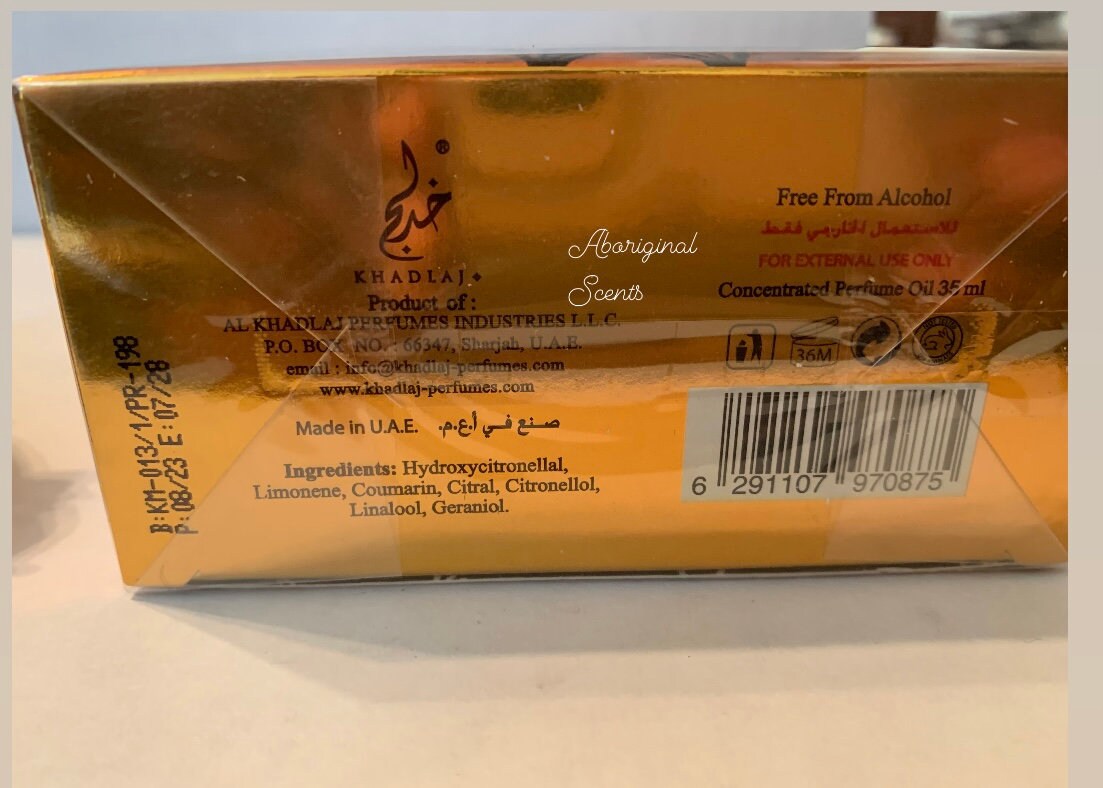 خدلج®
KHADLAJ
Product of :
AL KHADLAJ PERFUMES INDUSTRIES L.L.C.
P.O. BOX NO. : 66347, Sharjah, U.A.E.
email : info@khadlaj-perfumes.com
www.khadlaj-perfumes.com
Made in U.A.E. صنع في أ.ع.م.
Ingredients: Hydroxycitronellal,
Limonene, Coumarin, Citral, Citronellol,
Linalool, Geraniol.
B:KM-013/1/PR-198
P:08/23 E:07/28
Aboriginal
Scents
Free From Alcohol
للاستعمال الخارجي فقط
FOR EXTERNAL USE ONLY
Concentrated Perfume Oil 35 ml
36M
6 291107 970875